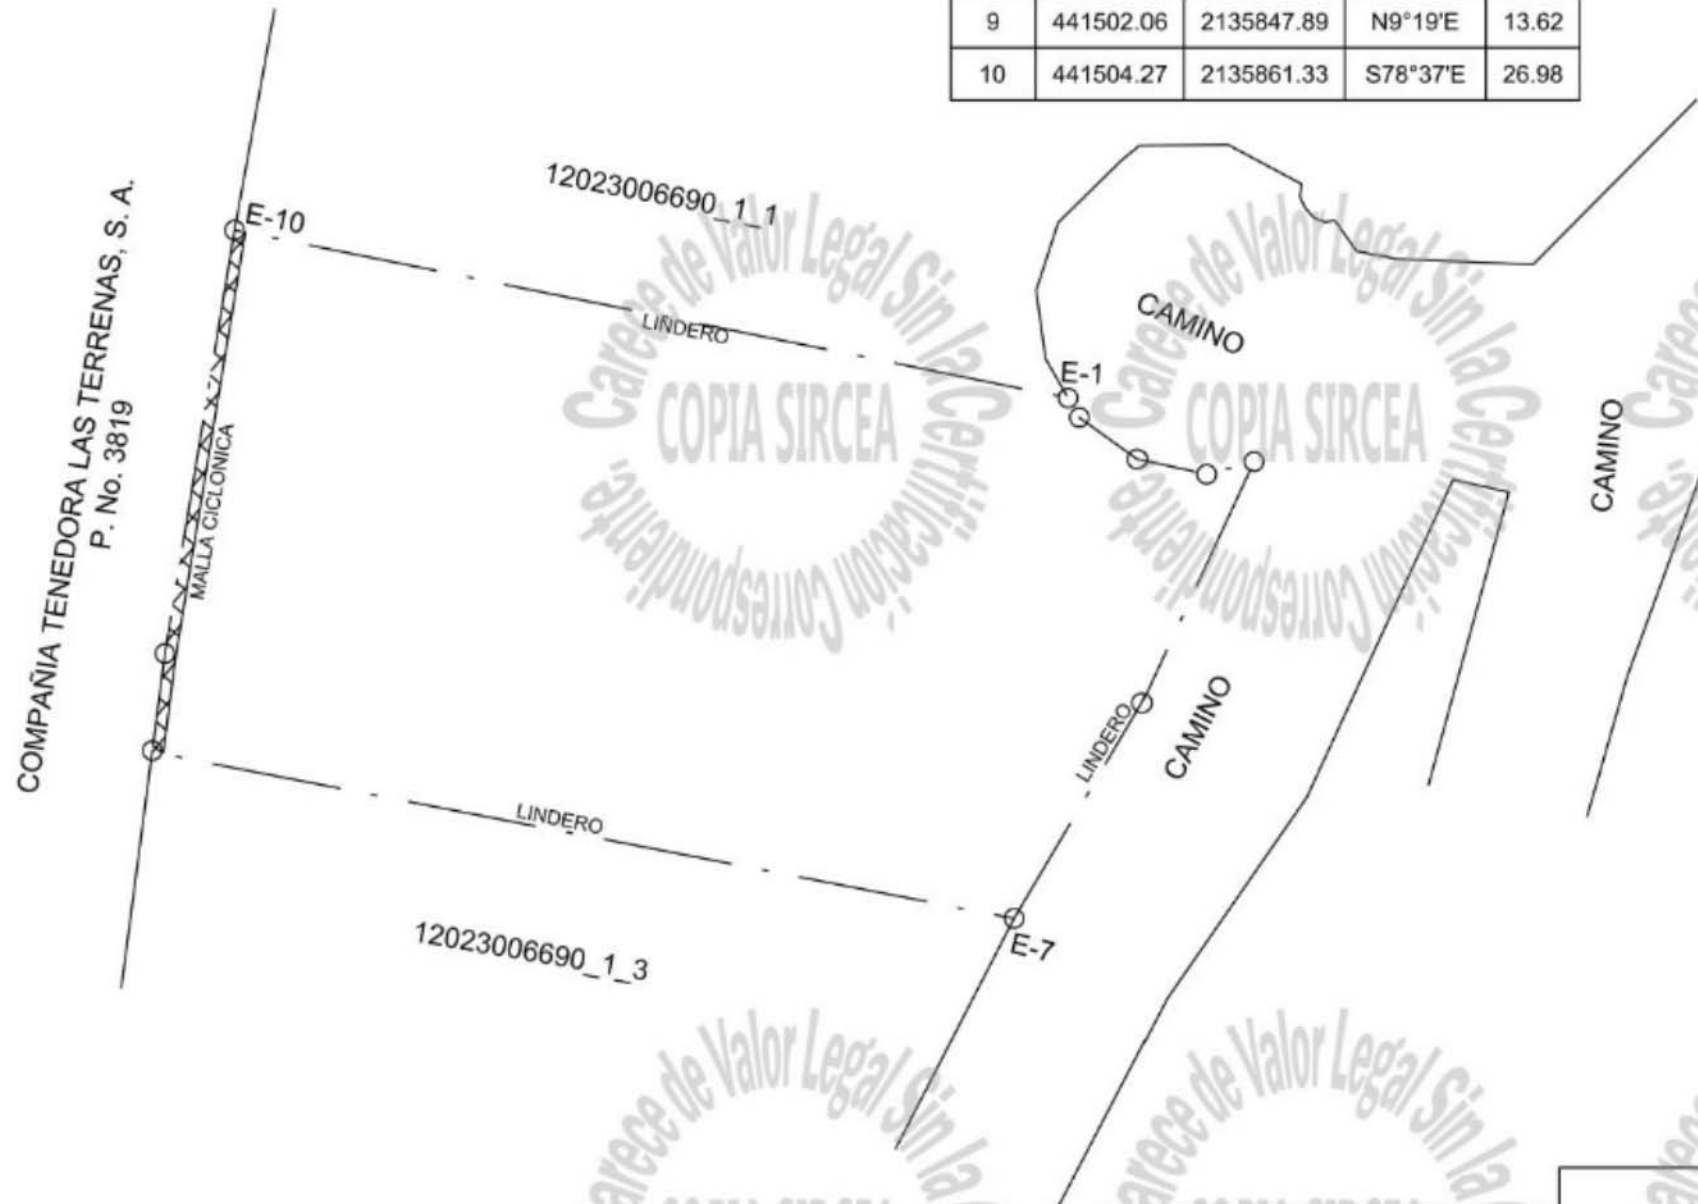 9 441502.06 2135847.89 N9°19'E 13.62
10 441504.27 2135861.33 S78°37'E 26.98
12023006690_1_1
E-10
COMPAÑIA TENEDORA LAS TERRENAS, S. A.
P. No. 3819
MALLA CICLONICA
LINDERO
CAMINO
E-1
CAMINO
Carece de Valor Legal Sin la Certificación Correspondiente
COPIA SIRCEA
Carece de Valor Legal Sin la Certificación Correspondiente
COPIA SIRCEA
Carece
LINDERO
CAMINO
LINDERO
E-7
12023006690_1_3
Carece de Valor Legal Sin la
Carece de Valor Legal Sin la